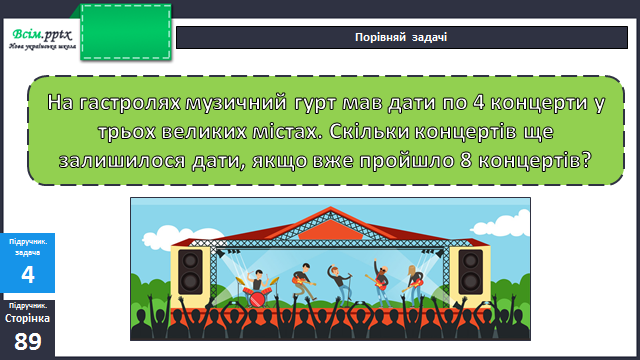 Всім.pptx
Нова українська школа
Порівняй задачі
На гастролях музичний гурт мав дати по 4 концерти у
трьох великих містах. Скільки концертів ще
залишилося дати, якщо вже пройшло 8 концертів?
Підручник.
задача
4
Підручник.
Сторінка
89